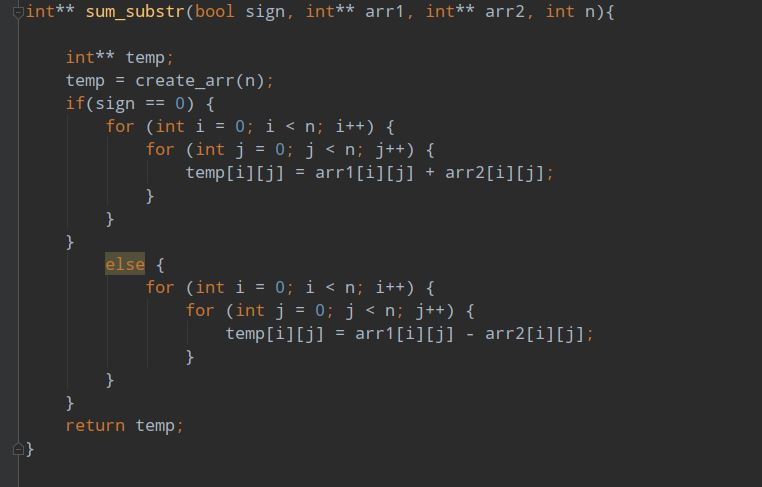 int** sum_substr(bool sign, int** arr1, int** arr2, int n){
int** temp;
temp = create_arr(n);
if(sign == 0) {
for (int i = 0; i < n; i++) {
for (int j = 0; j < n; j++) {
temp[i][j] = arr1[i][j] + arr2[i][j];
}
}
}
else {
for (int i = 0; i < n; i++) {
for (int j = 0; j < n; j++) {
temp[i][j] = arr1[i][j] - arr2[i][j];
}
}
}
return temp;
}